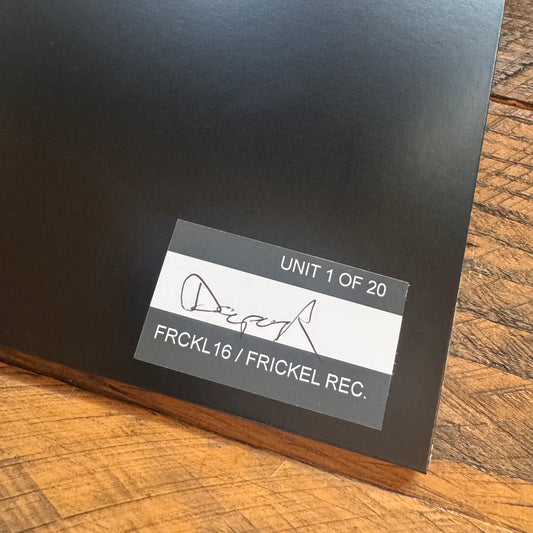 UNIT 1 OF 20
FRCKL16 / FRICKEL REC.